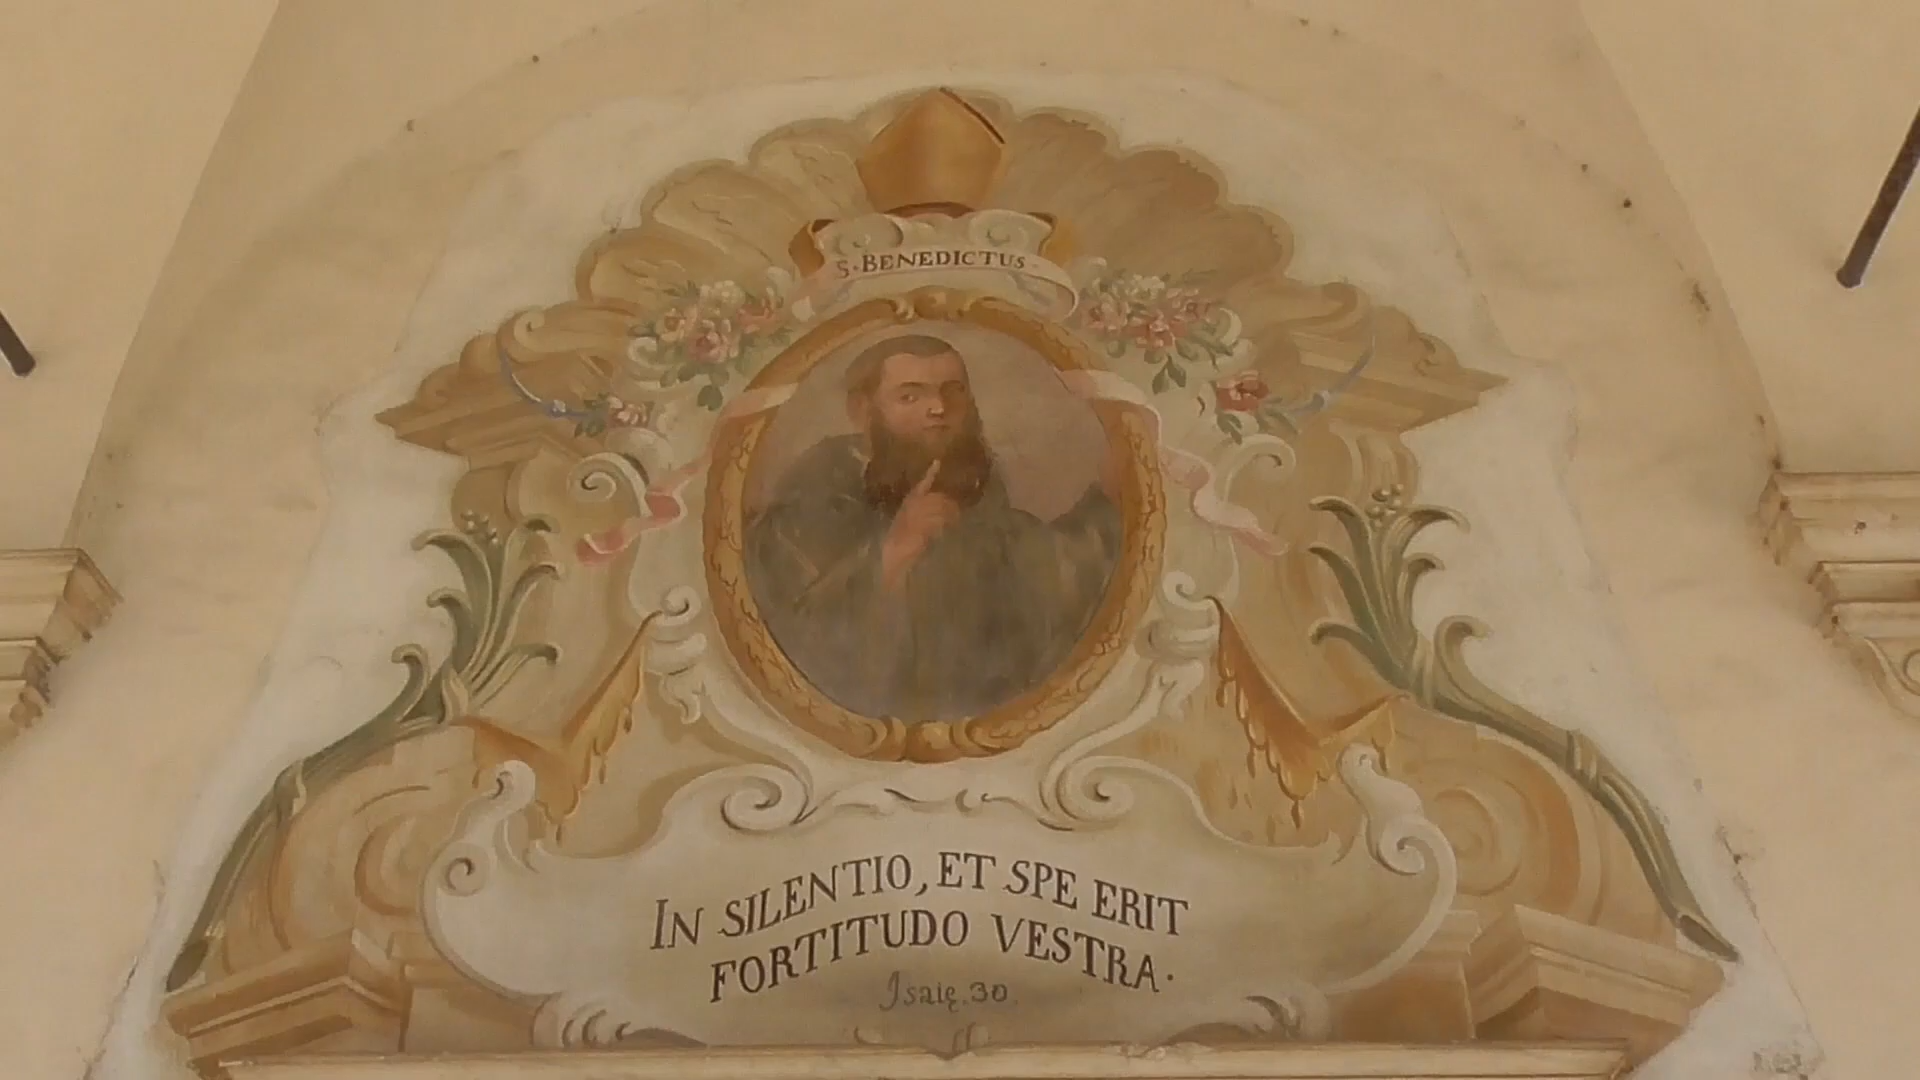 S. BENEDICTUS
IN SILENTIO, ET SPE ERIT
FORTITUDO VESTRA.
Isaię. 30.